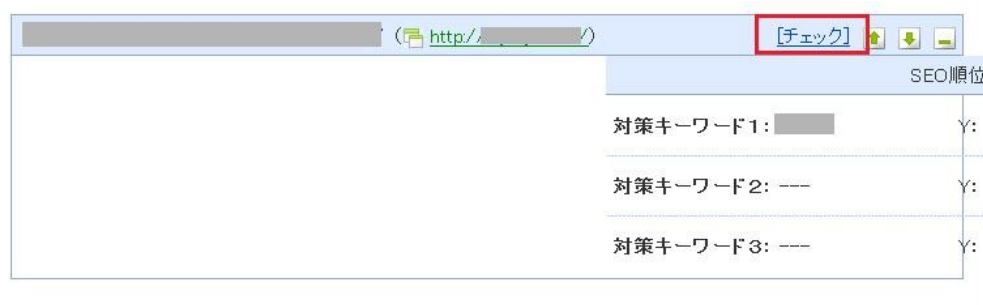 ( http:// /) [チェック]
SEO順位
対策キーワード1: Y:
対策キーワード2: --- Y:
対策キーワード3: --- Y: